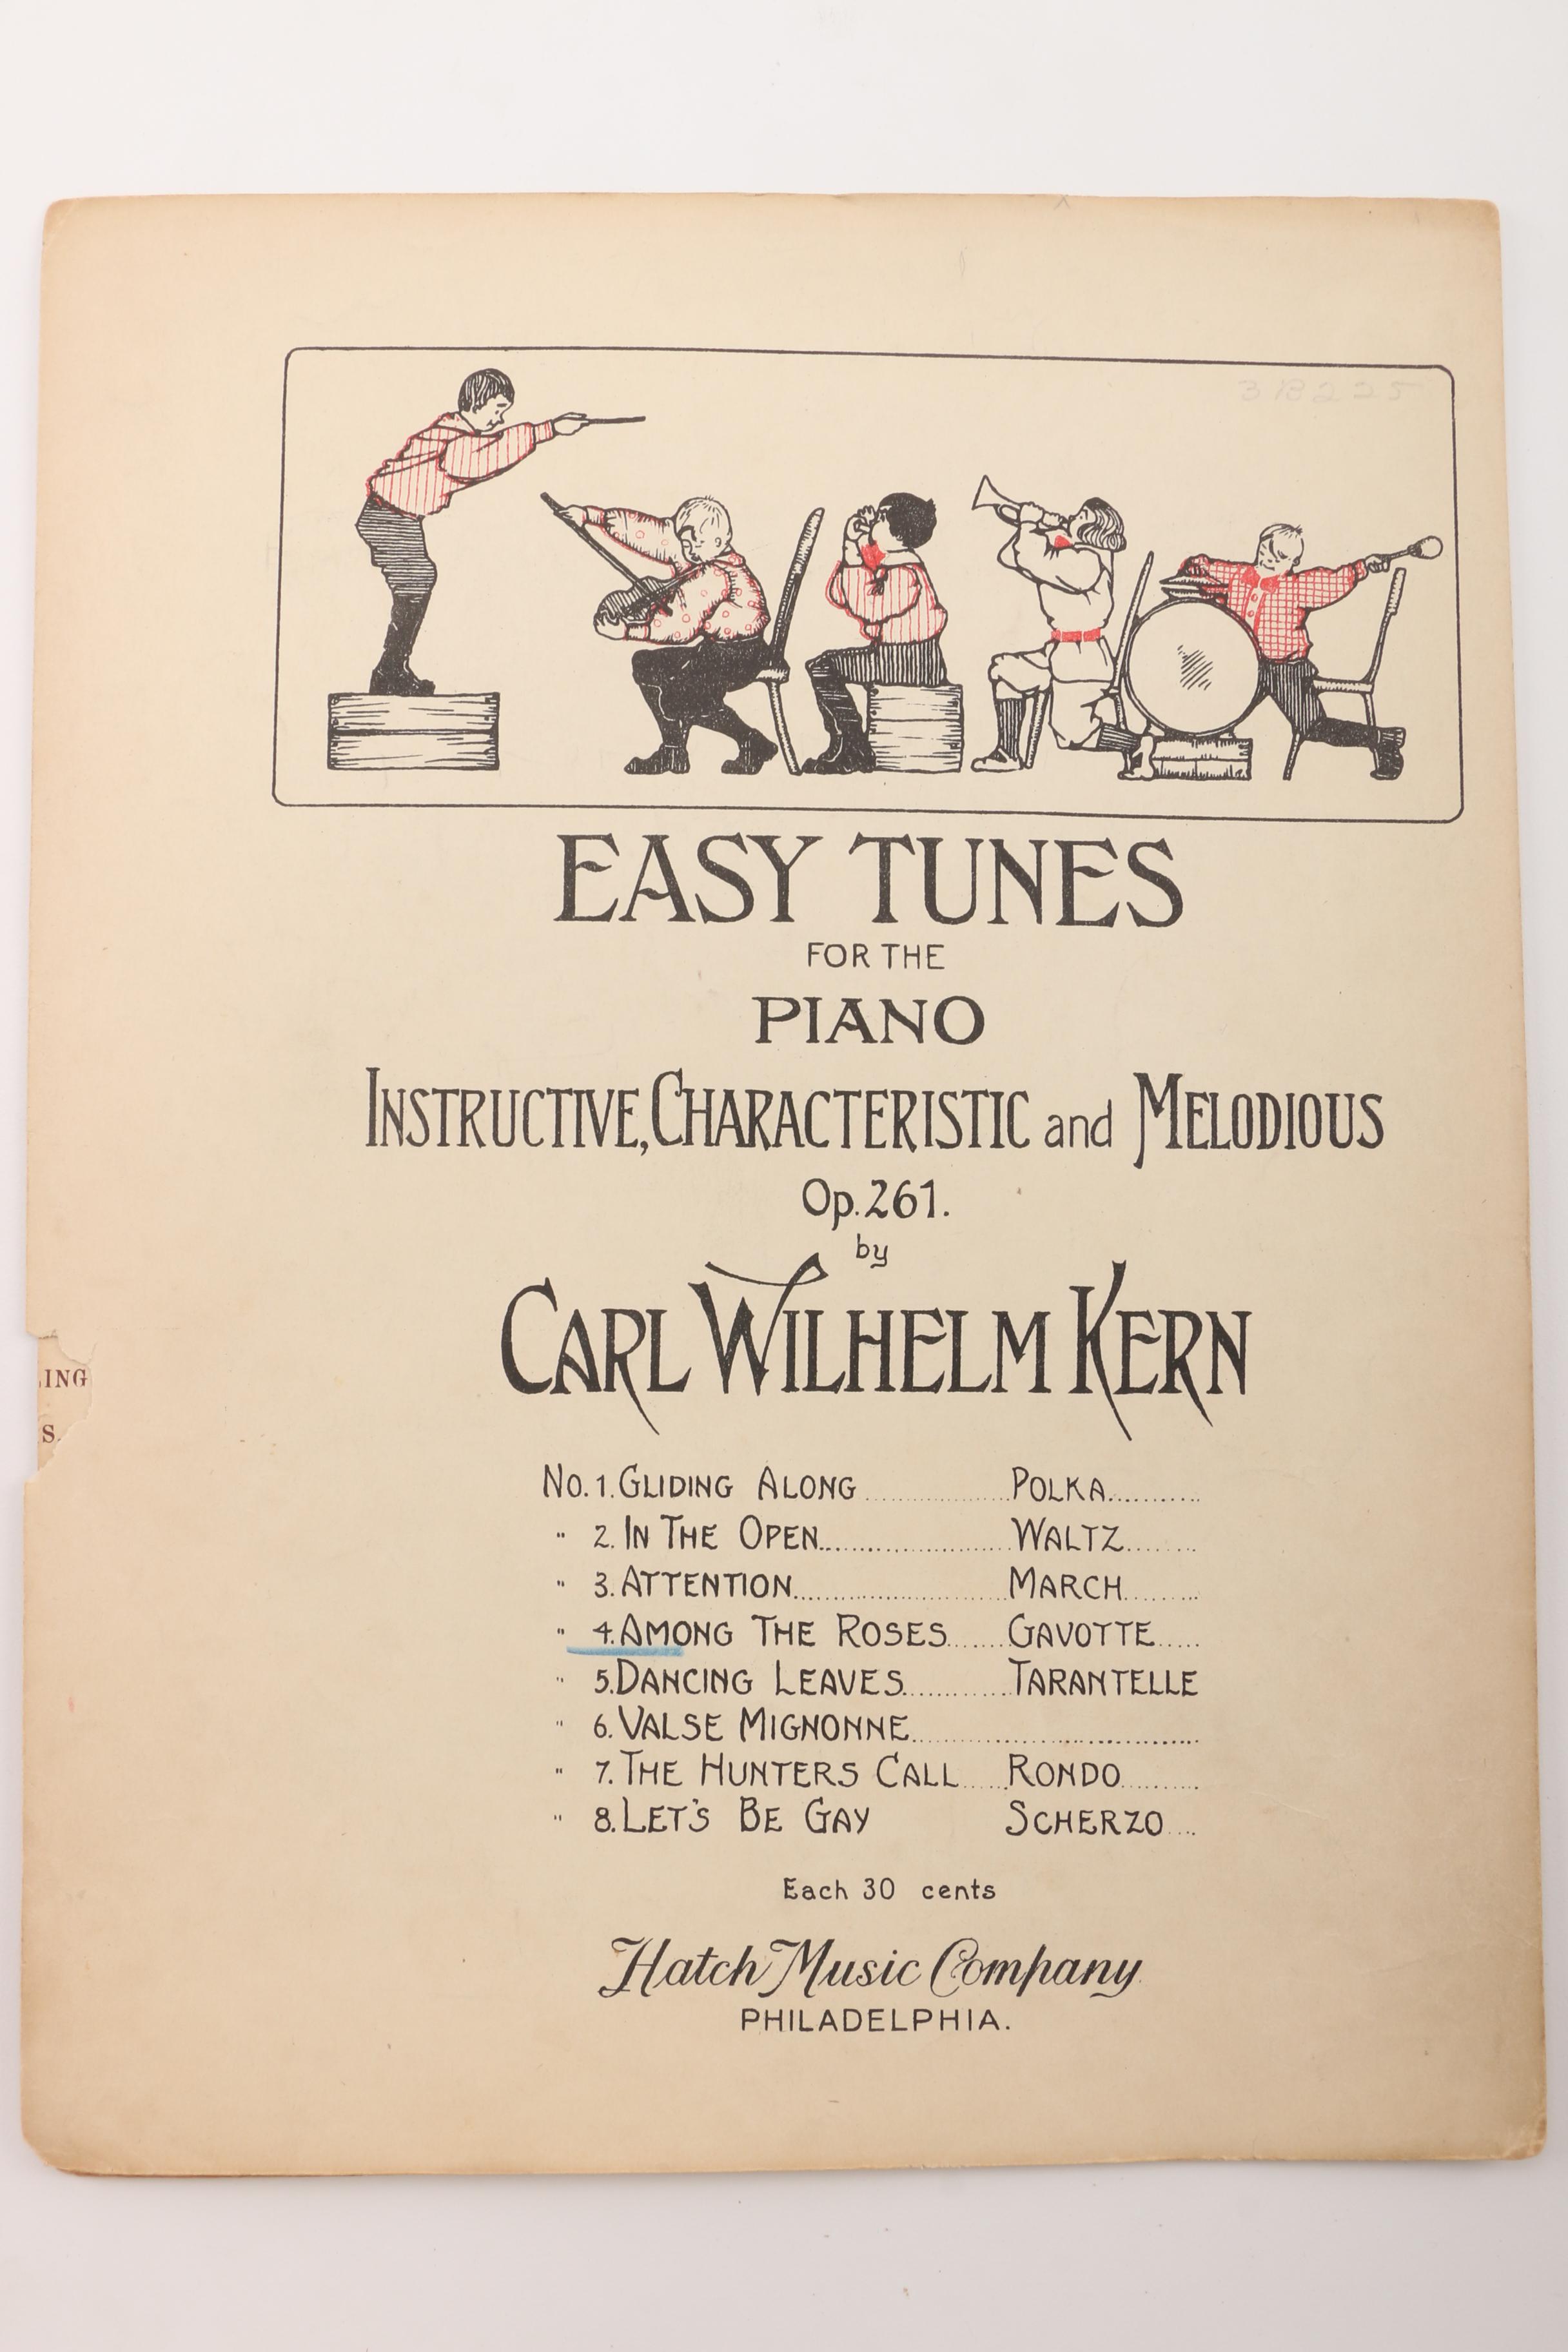 3B225
EASY TUNES
FOR THE
PIANO
INSTRUCTIVE, CHARACTERISTIC and MELODIOUS
Op. 261.
by
CARL WILHELM KERN
No. 1. GLIDING ALONG POLKA
" 2. IN THE OPEN WALTZ
" 3. ATTENTION MARCH
" 4. AMONG THE ROSES GAVOTTE
" 5. DANCING LEAVES TARANTELLE
" 6. VALSE MIGNONNE
" 7. THE HUNTERS CALL RONDO
" 8. LET'S BE GAY SCHERZO
Each 30 cents
Hatch Music Company
PHILADELPHIA.
ING
S.